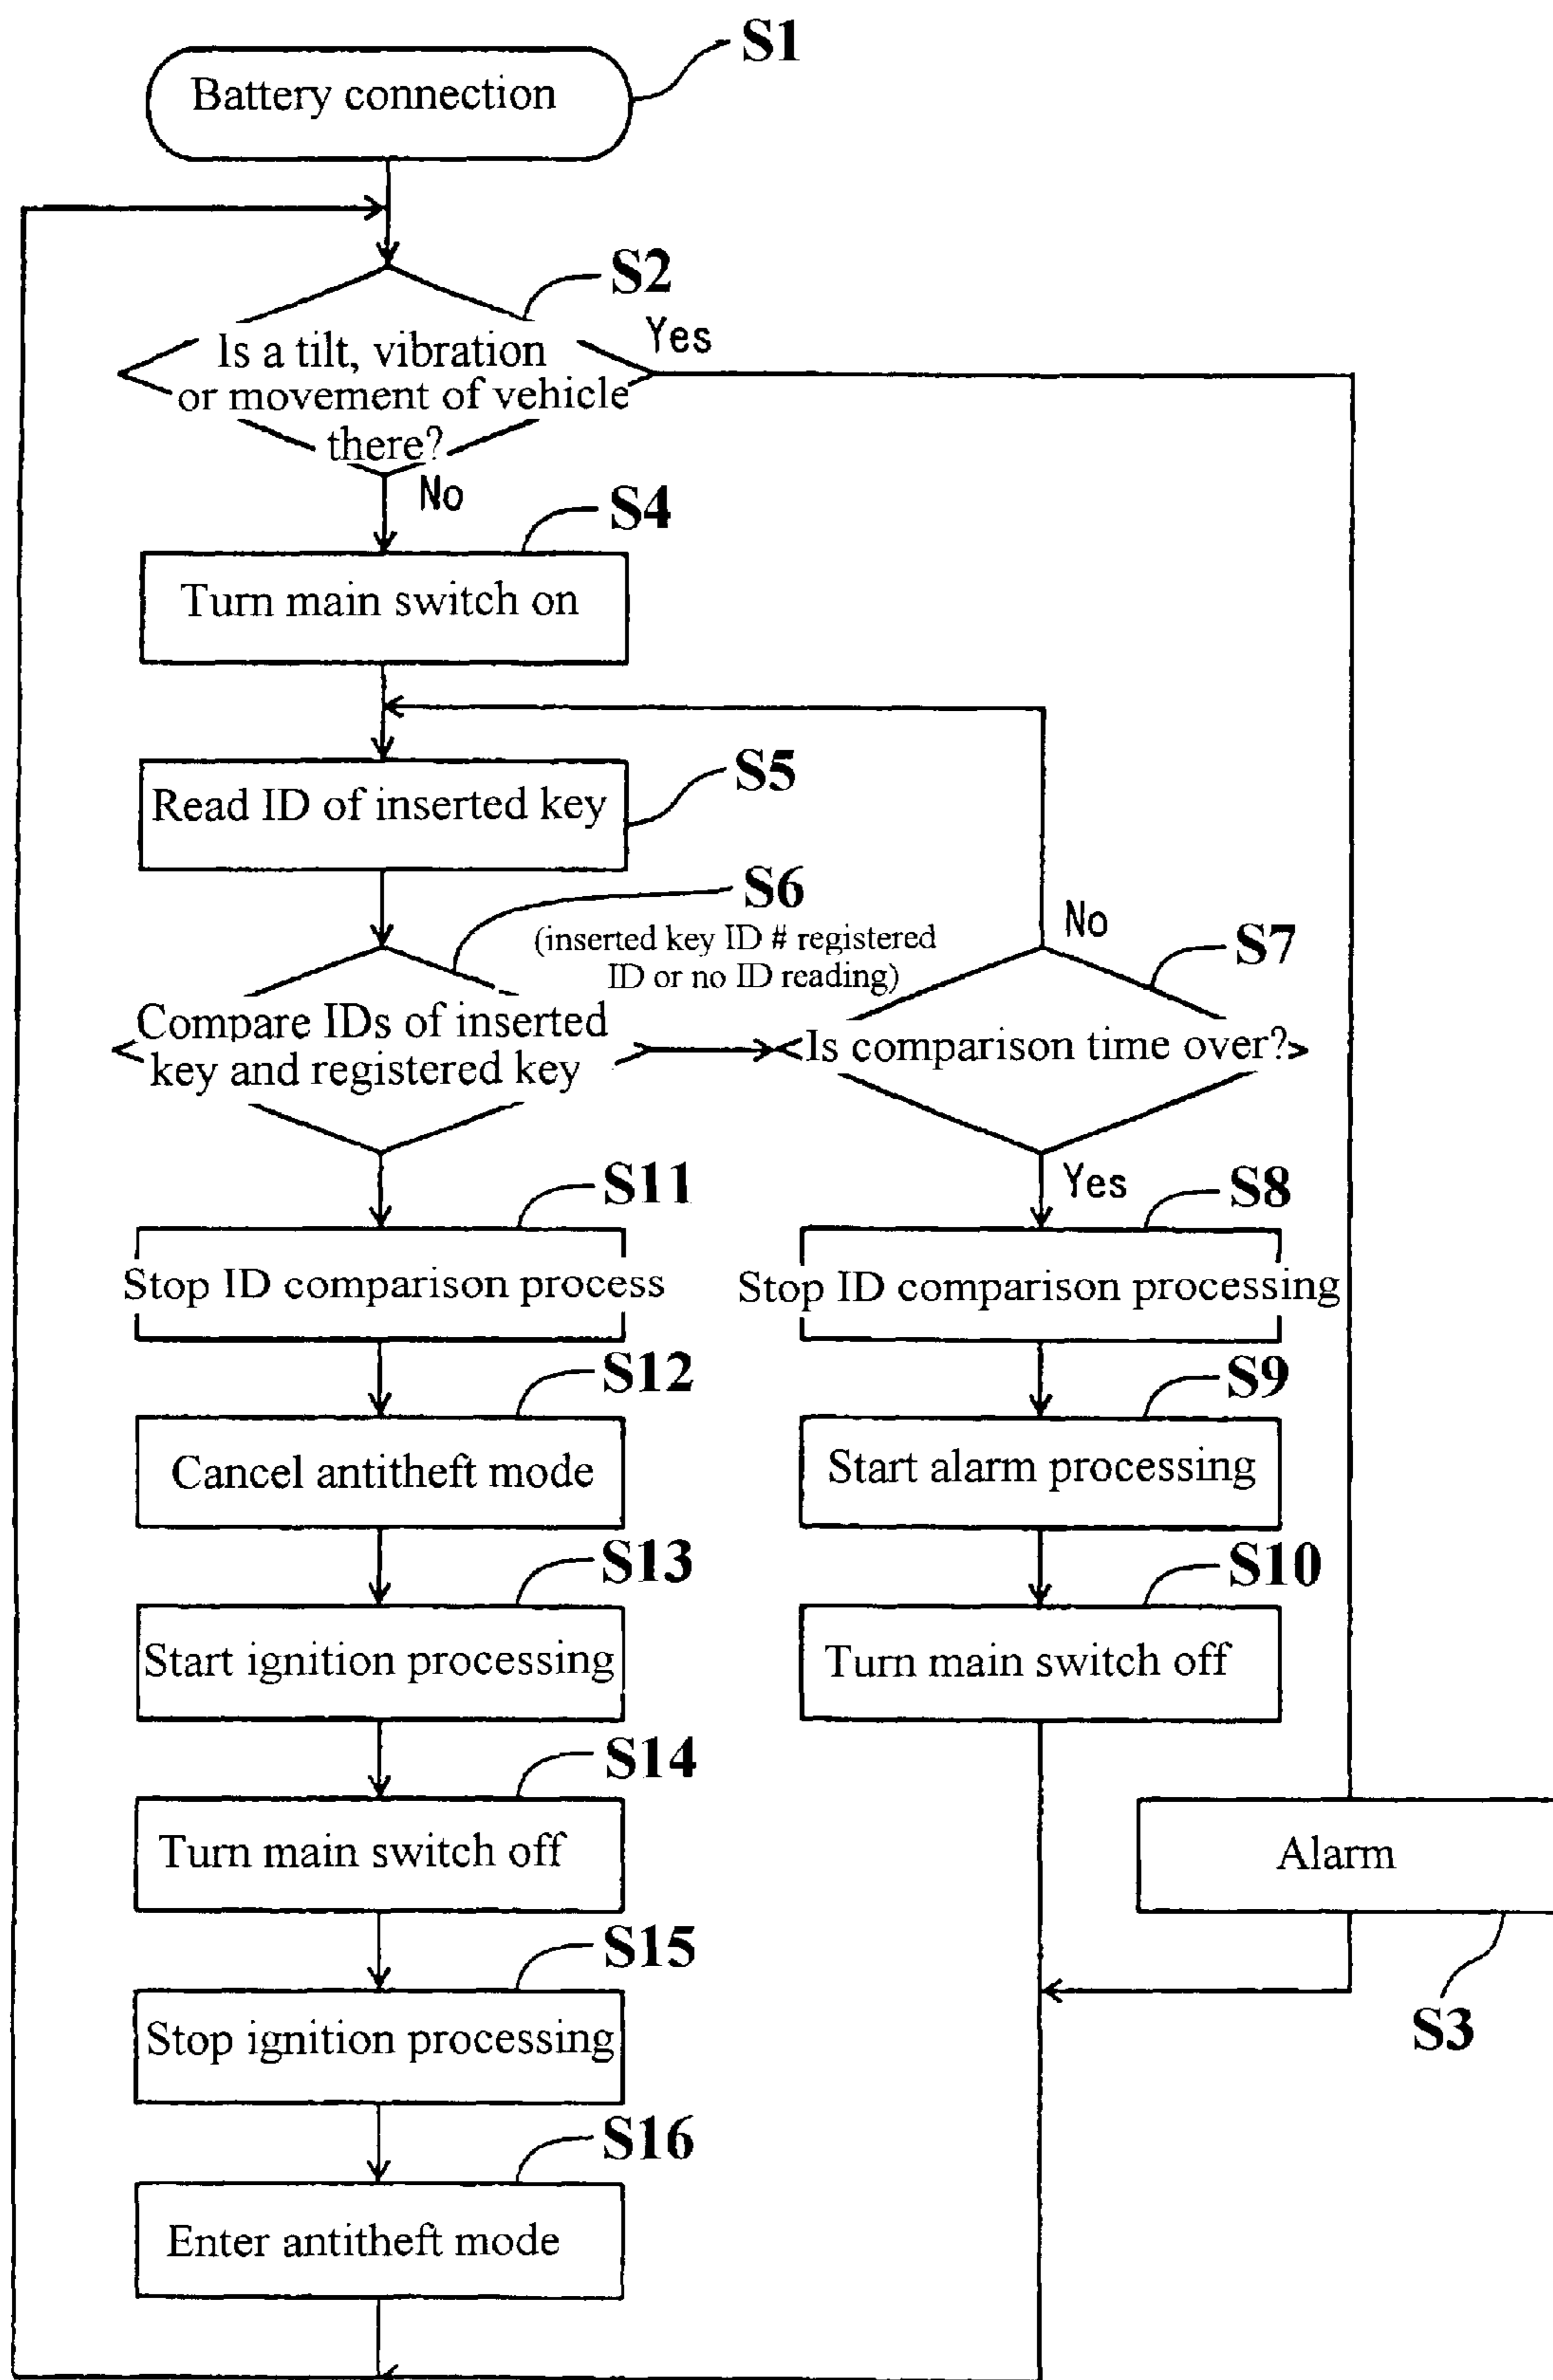 S1
Battery connection
S2
Yes
Is a tilt, vibration
or movement of vehicle
there?
No
S4
Turn main switch on
S5
Read ID of inserted key
S6
(inserted key ID # registered
ID or no ID reading)
No
S7
Compare IDs of inserted
key and registered key
Is comparison time over?
S11
Yes
S8
Stop ID comparison process
Stop ID comparison processing
S12
S9
Cancel antitheft mode
Start alarm processing
S13
S10
Start ignition processing
Turn main switch off
S14
Turn main switch off
Alarm
S15
S3
Stop ignition processing
S16
Enter antitheft mode